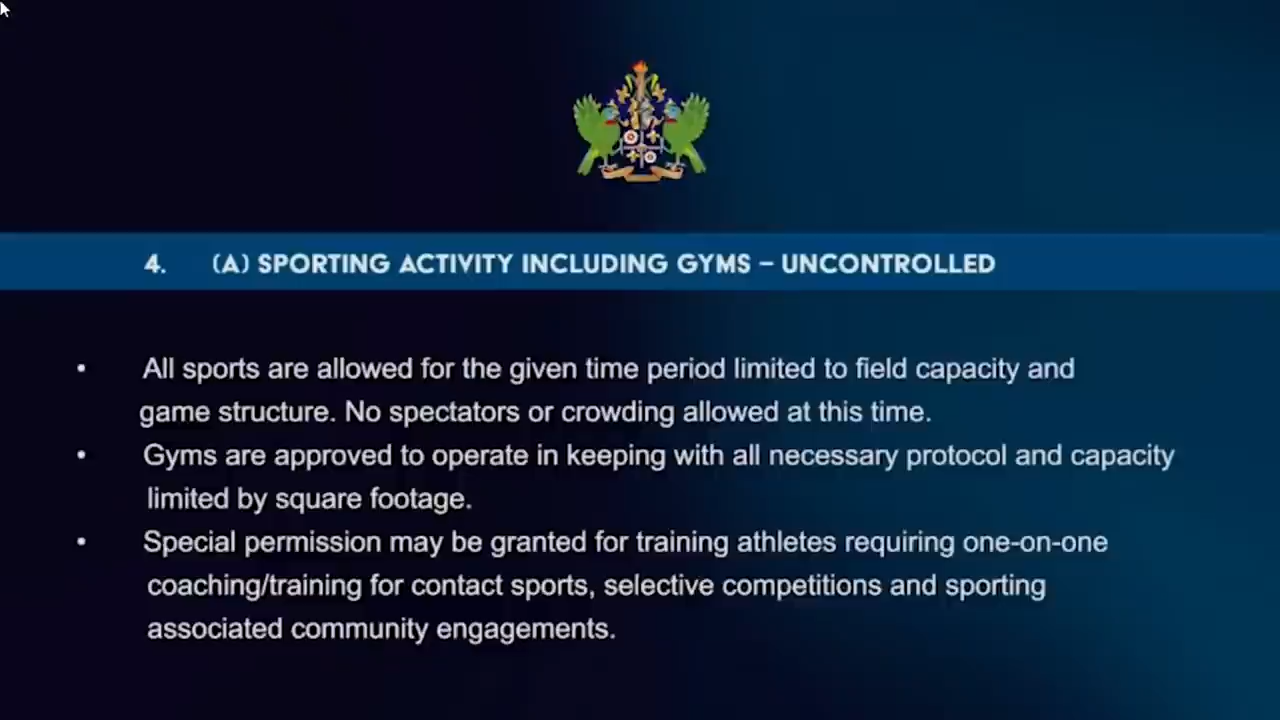 4. (A) SPORTING ACTIVITY INCLUDING GYMS – UNCONTROLLED
• All sports are allowed for the given time period limited to field capacity and
game structure. No spectators or crowding allowed at this time.
• Gyms are approved to operate in keeping with all necessary protocol and capacity
limited by square footage.
• Special permission may be granted for training athletes requiring one-on-one
coaching/training for contact sports, selective competitions and sporting
associated community engagements.